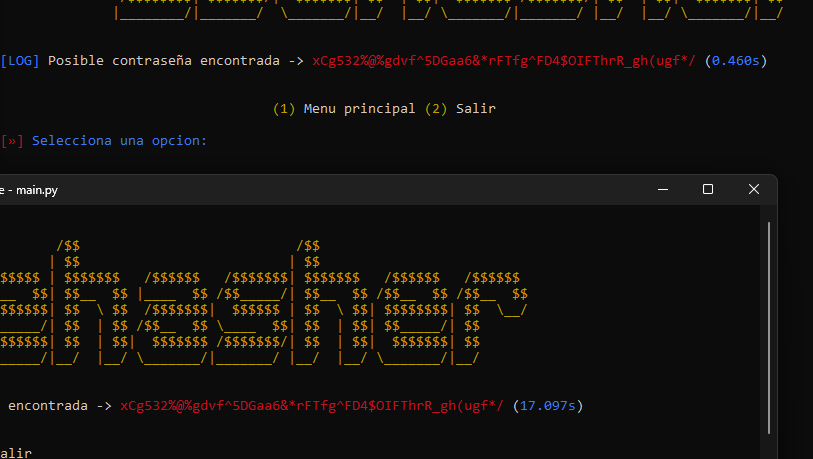 [LOG] Posible contraseña encontrada -> xCg532%@%gdvf^5DGaa6&*rFTfg^FD4$OIFThrR_gh(ugf*/ (0.460s)
(1) Menu principal (2) Salir
[»] Selecciona una opcion:
e - main.py
encontrada -> xCg532%@%gdvf^5DGaa6&*rFTfg^FD4$OIFThrR_gh(ugf*/ (17.097s)
alir